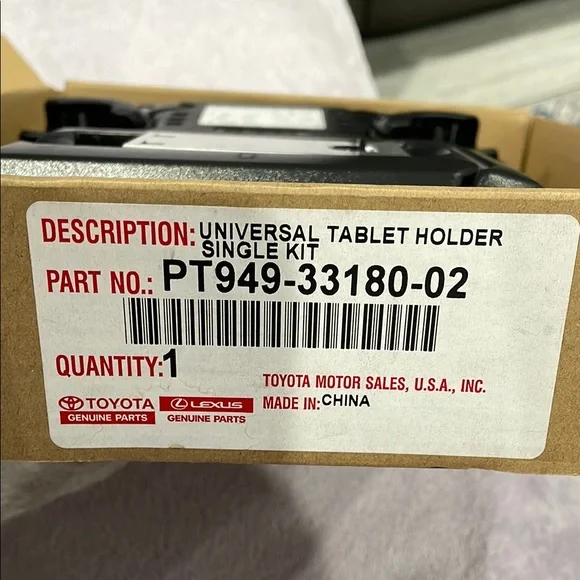 DESCRIPTION: UNIVERSAL TABLET HOLDER
SINGLE KIT
PART NO.: PT949-33180-02
QUANTITY: 1
TOYOTA MOTOR SALES, U.S.A., INC.
TOYOTA
GENUINE PARTS
LEXUS
GENUINE PARTS
MADE IN: CHINA